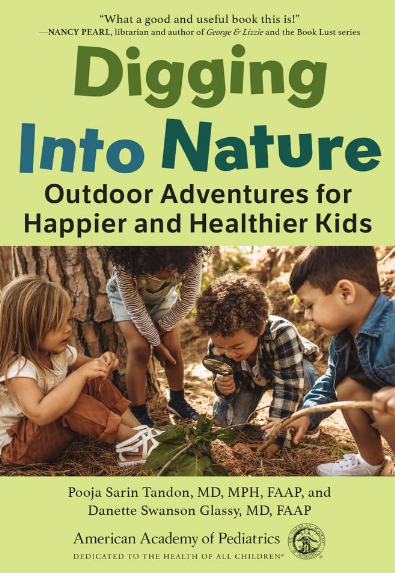 “What a good and useful book this is!”
—NANCY PEARL, librarian and author of George & Lizzie and the Book Lust series
Digging
Into Nature
Outdoor Adventures for
Happier and Healthier Kids
Pooja Sarin Tandon, MD, MPH, FAAP, and
Danette Swanson Glassy, MD, FAAP
American Academy of Pediatrics
DEDICATED TO THE HEALTH OF ALL CHILDREN®